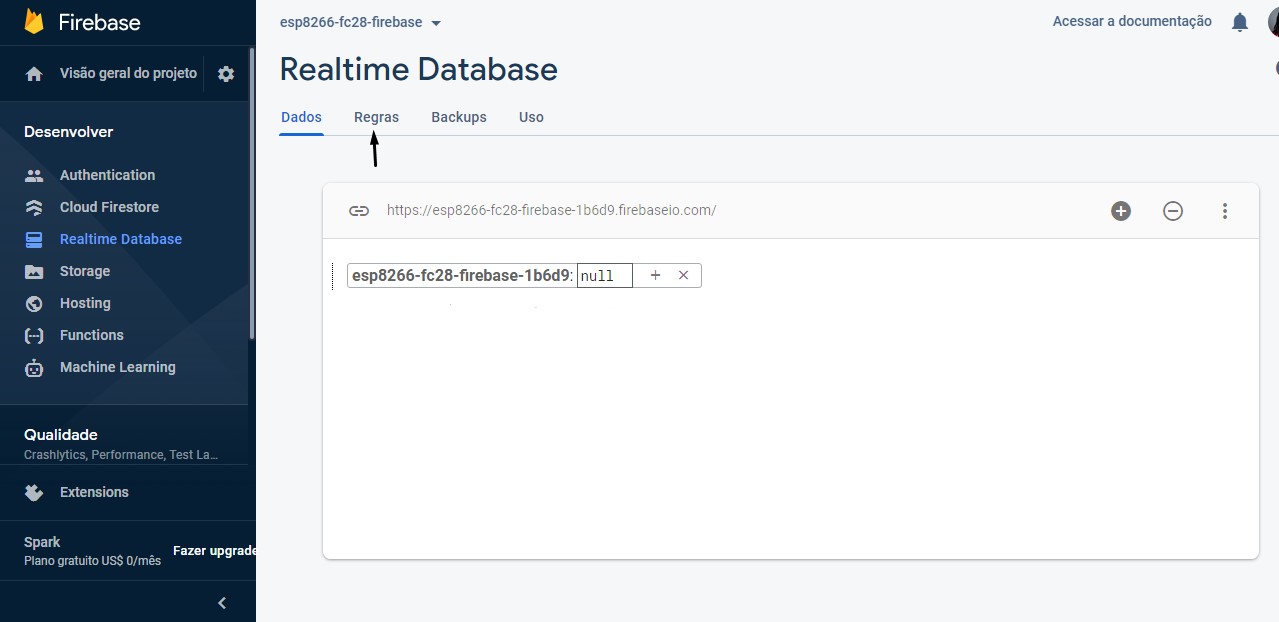 Firebase
Visão geral do projeto
Desenvolver
Authentication
Cloud Firestore
Realtime Database
Storage
Hosting
Functions
Machine Learning
Qualidade
Crashlytics, Performance, Test La...
Extensions
Spark
Plano gratuito US$ 0/mês
Fazer upgrade
esp8266-fc28-firebase
Acessar a documentação
Realtime Database
Dados Regras Backups Uso
https://esp8266-fc28-firebase-1b6d9.firebaseio.com/
esp8266-fc28-firebase-1b6d9: null